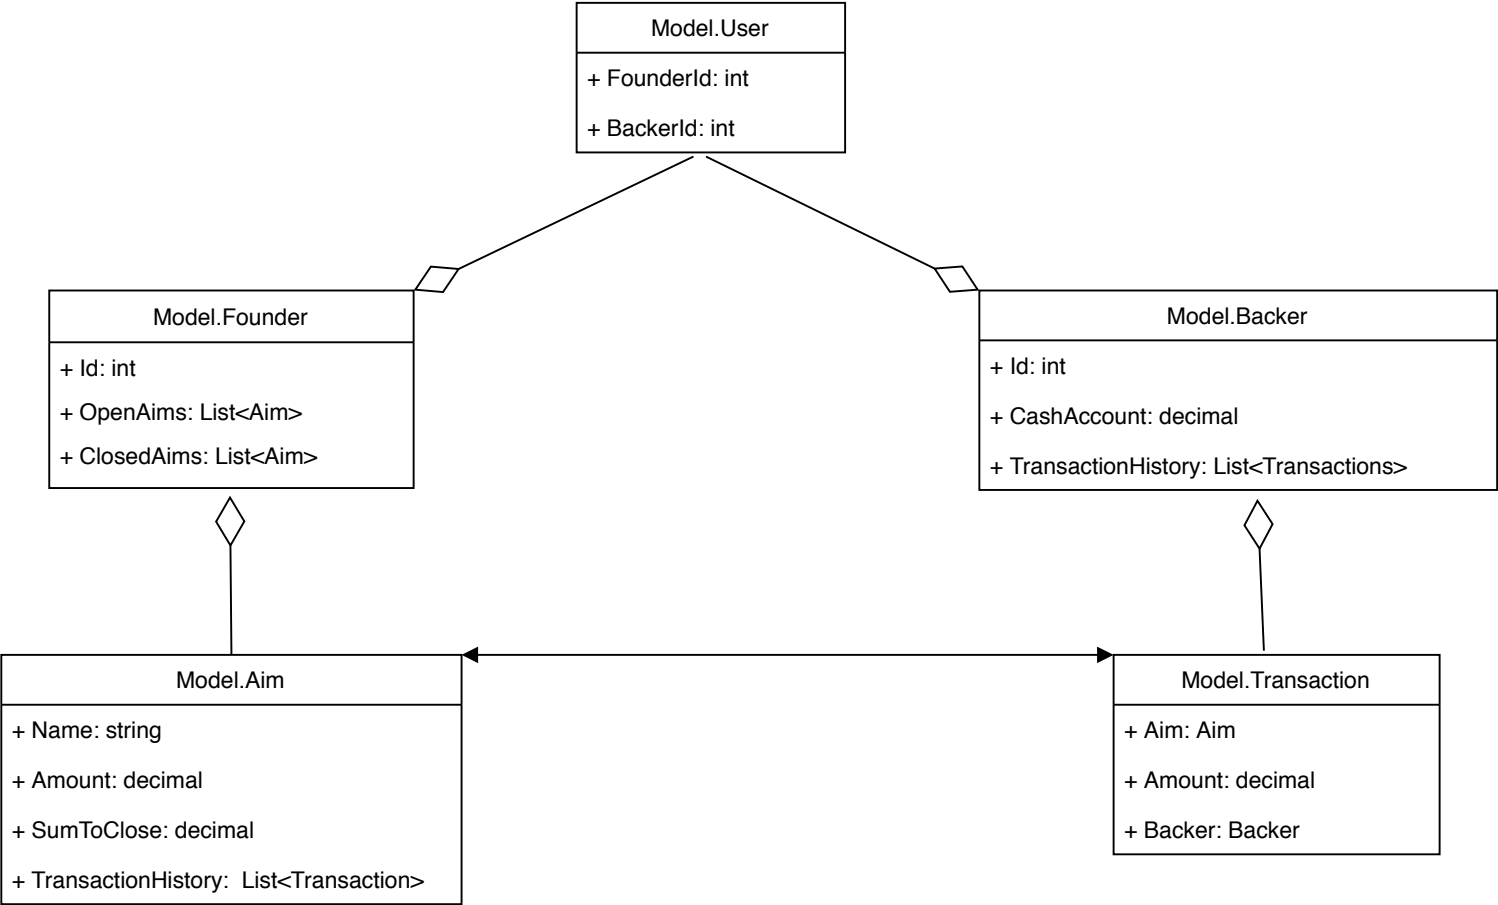 Model.User
+ FounderId: int
+ BackerId: int
Model.Founder
+ Id: int
+ OpenAims: List<Aim>
+ ClosedAims: List<Aim>
Model.Backer
+ Id: int
+ CashAccount: decimal
+ TransactionHistory: List<Transactions>
Model.Aim
+ Name: string
+ Amount: decimal
+ SumToClose: decimal
+ TransactionHistory:  List<Transaction>
Model.Transaction
+ Aim: Aim
+ Amount: decimal
+ Backer: Backer